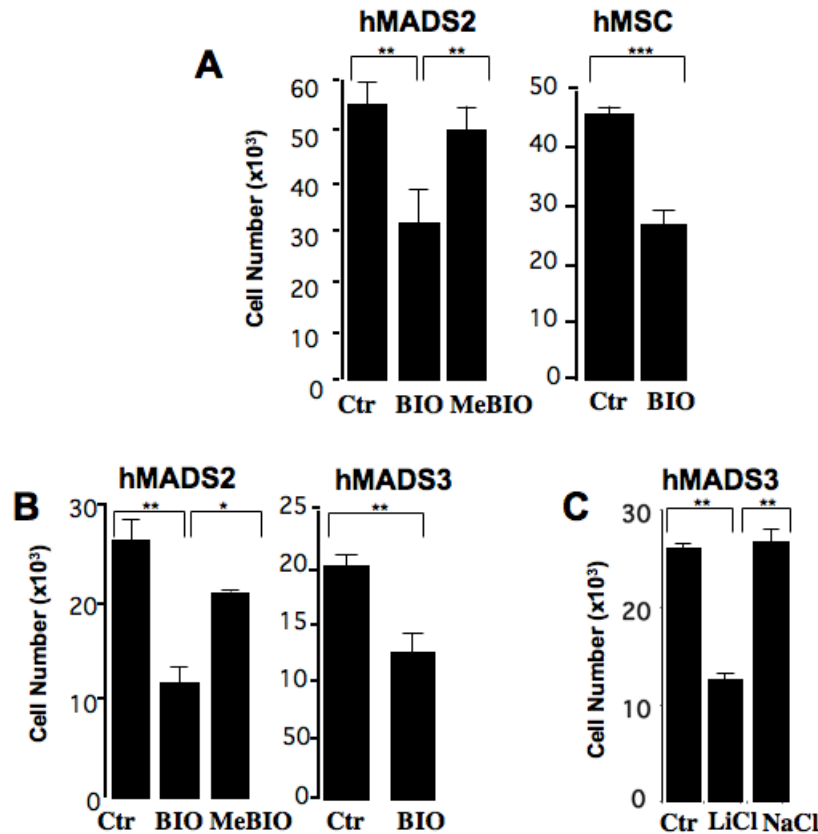 A
hMADS2
hMSC
** **
***
Cell Number (x10³)
60
50
40
30
20
10
0
50
40
30
20
10
0
Ctr BIO MeBIO
Ctr BIO
B
hMADS2
hMADS3
** *
**
Cell Number (x10³)
30
20
10
0
25
20
15
10
50
0
Ctr BIO MeBIO
Ctr BIO
C
hMADS3
** **
Cell Number (x10³)
30
20
10
0
Ctr LiCl NaCl